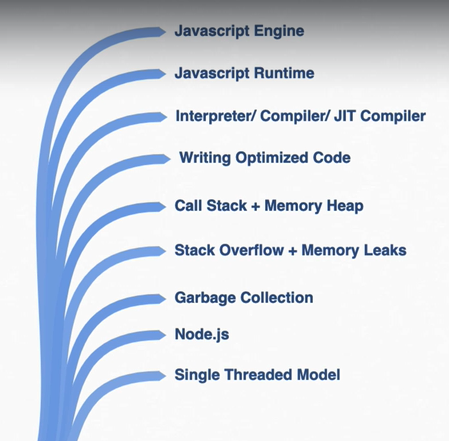 Javascript Engine
Javascript Runtime
Interpreter/ Compiler/ JIT Compiler
Writing Optimized Code
Call Stack + Memory Heap
Stack Overflow + Memory Leaks
Garbage Collection
Node.js
Single Threaded Model